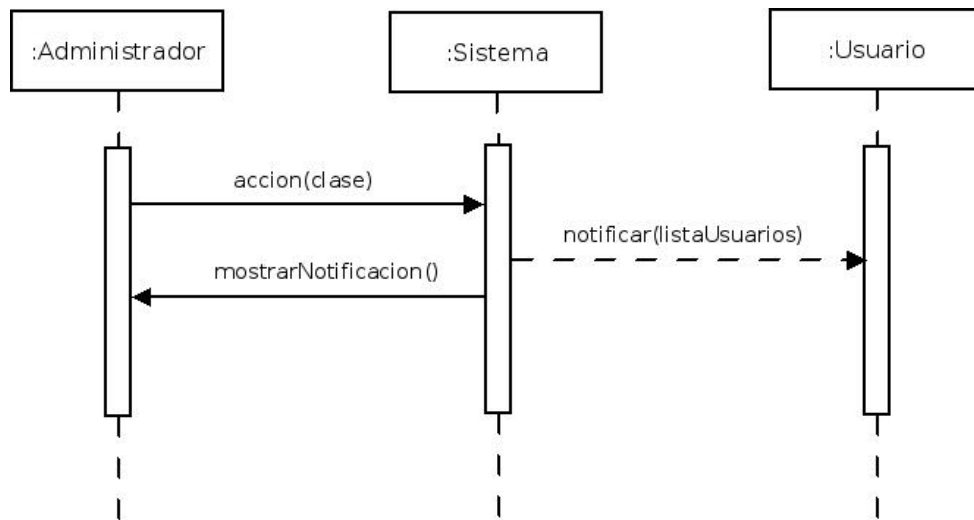 :Administrador
:Sistema
:Usuario
accion(clase)
notificar(listaUsuarios)
mostrarNotificacion()